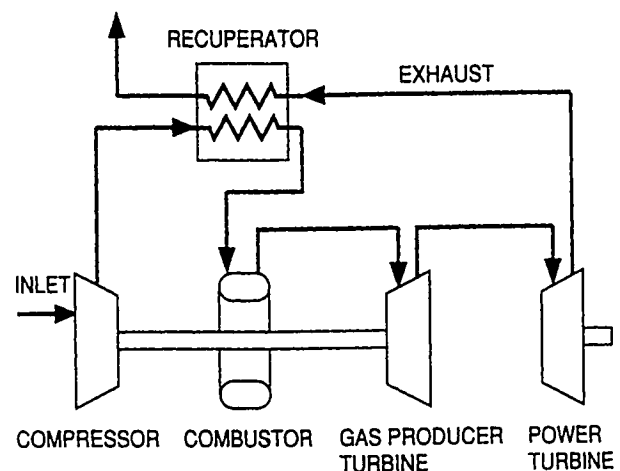 RECUPERATOR
EXHAUST
INLET
COMPRESSOR
COMBUSTOR
GAS PRODUCER
TURBINE
POWER
TURBINE